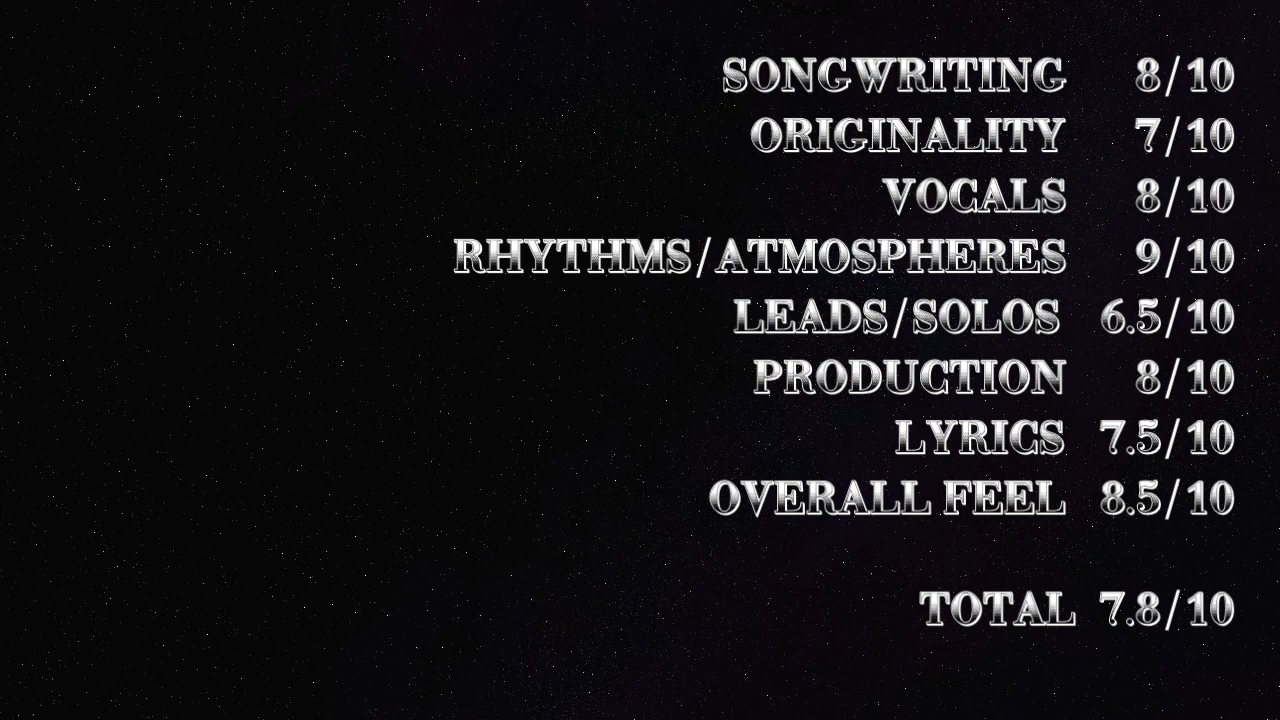 SONGWRITING 8/10
ORIGINALITY 7/10
VOCALS 8/10
RHYTHMS/ATMOSPHERES 9/10
LEADS/SOLOS 6.5/10
PRODUCTION 8/10
LYRICS 7.5/10
OVERALL FEEL 8.5/10
TOTAL 7.8/10